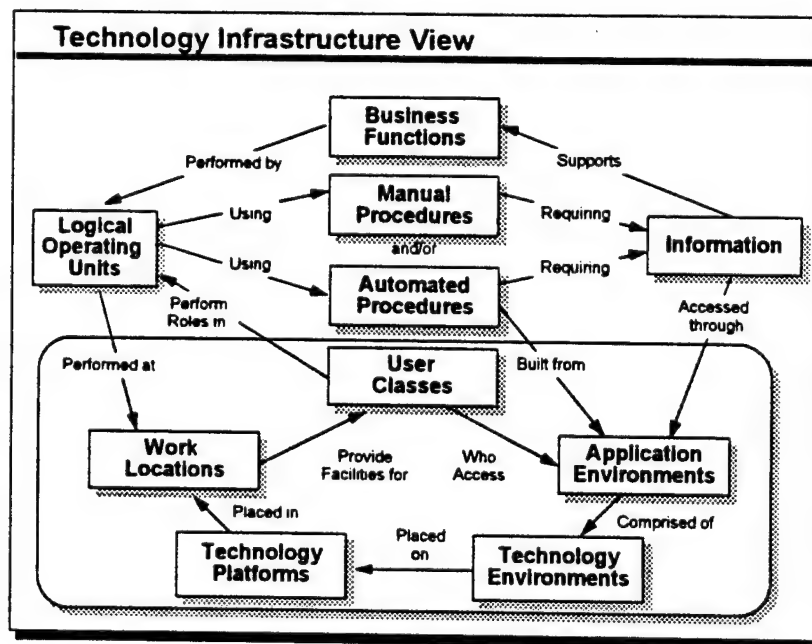 Technology Infrastructure View
Business
Functions
Performed by
Supports
Manual
Procedures
Using
Requiring
Logical
Operating
Units
and/or
Information
Using
Requiring
Automated
Procedures
Perform
Roles in
Accessed
through
User
Classes
Performed at
Built from
Work
Locations
Provide
Facilities for
Who
Access
Application
Environments
Placed in
Comprised of
Technology
Platforms
Placed
on
Technology
Environments